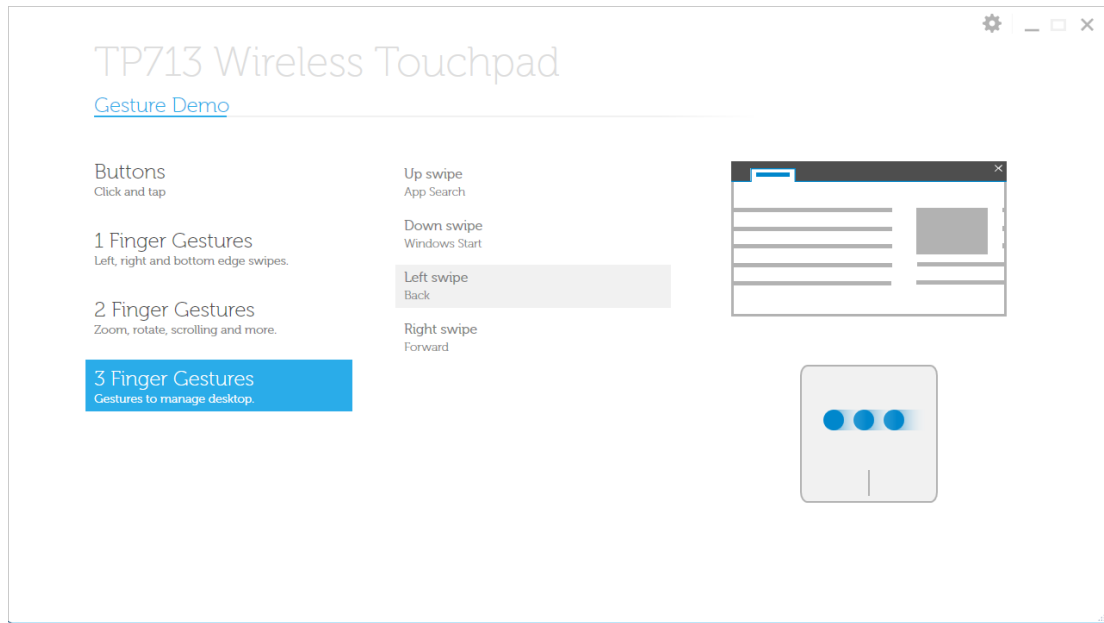 TP713 Wireless Touchpad
Gesture Demo
Buttons
Click and tap
1 Finger Gestures
Left, right and bottom edge swipes.
2 Finger Gestures
Zoom, rotate, scrolling and more.
3 Finger Gestures
Gestures to manage desktop.
Up swipe
App Search
Down swipe
Windows Start
Left swipe
Back
Right swipe
Forward